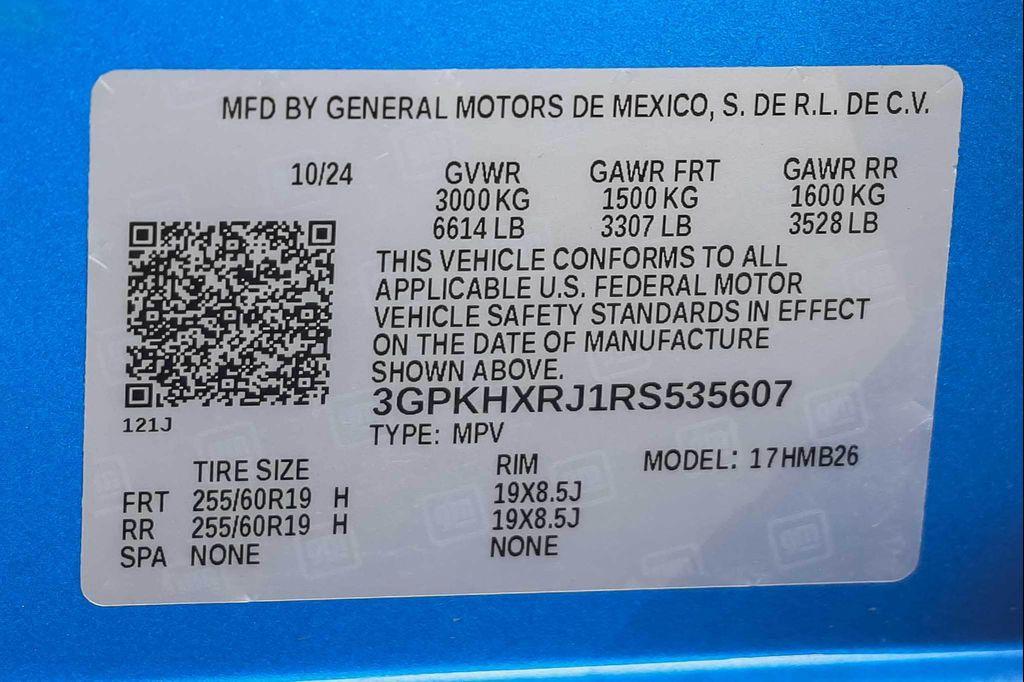 MFD BY GENERAL MOTORS DE MEXICO, S. DE R.L. DE C.V.
10/24 GVWR GAWR FRT GAWR RR
3000 KG 1500 KG 1600 KG
6614 LB 3307 LB 3528 LB
THIS VEHICLE CONFORMS TO ALL
APPLICABLE U.S. FEDERAL MOTOR
VEHICLE SAFETY STANDARDS IN EFFECT
ON THE DATE OF MANUFACTURE
SHOWN ABOVE.
3GPKHXRJ1RS535607
121J
TYPE: MPV
TIRE SIZE RIM MODEL: 17HMB26
FRT 255/60R19 H 19X8.5J
RR 255/60R19 H 19X8.5J
SPA NONE NONE